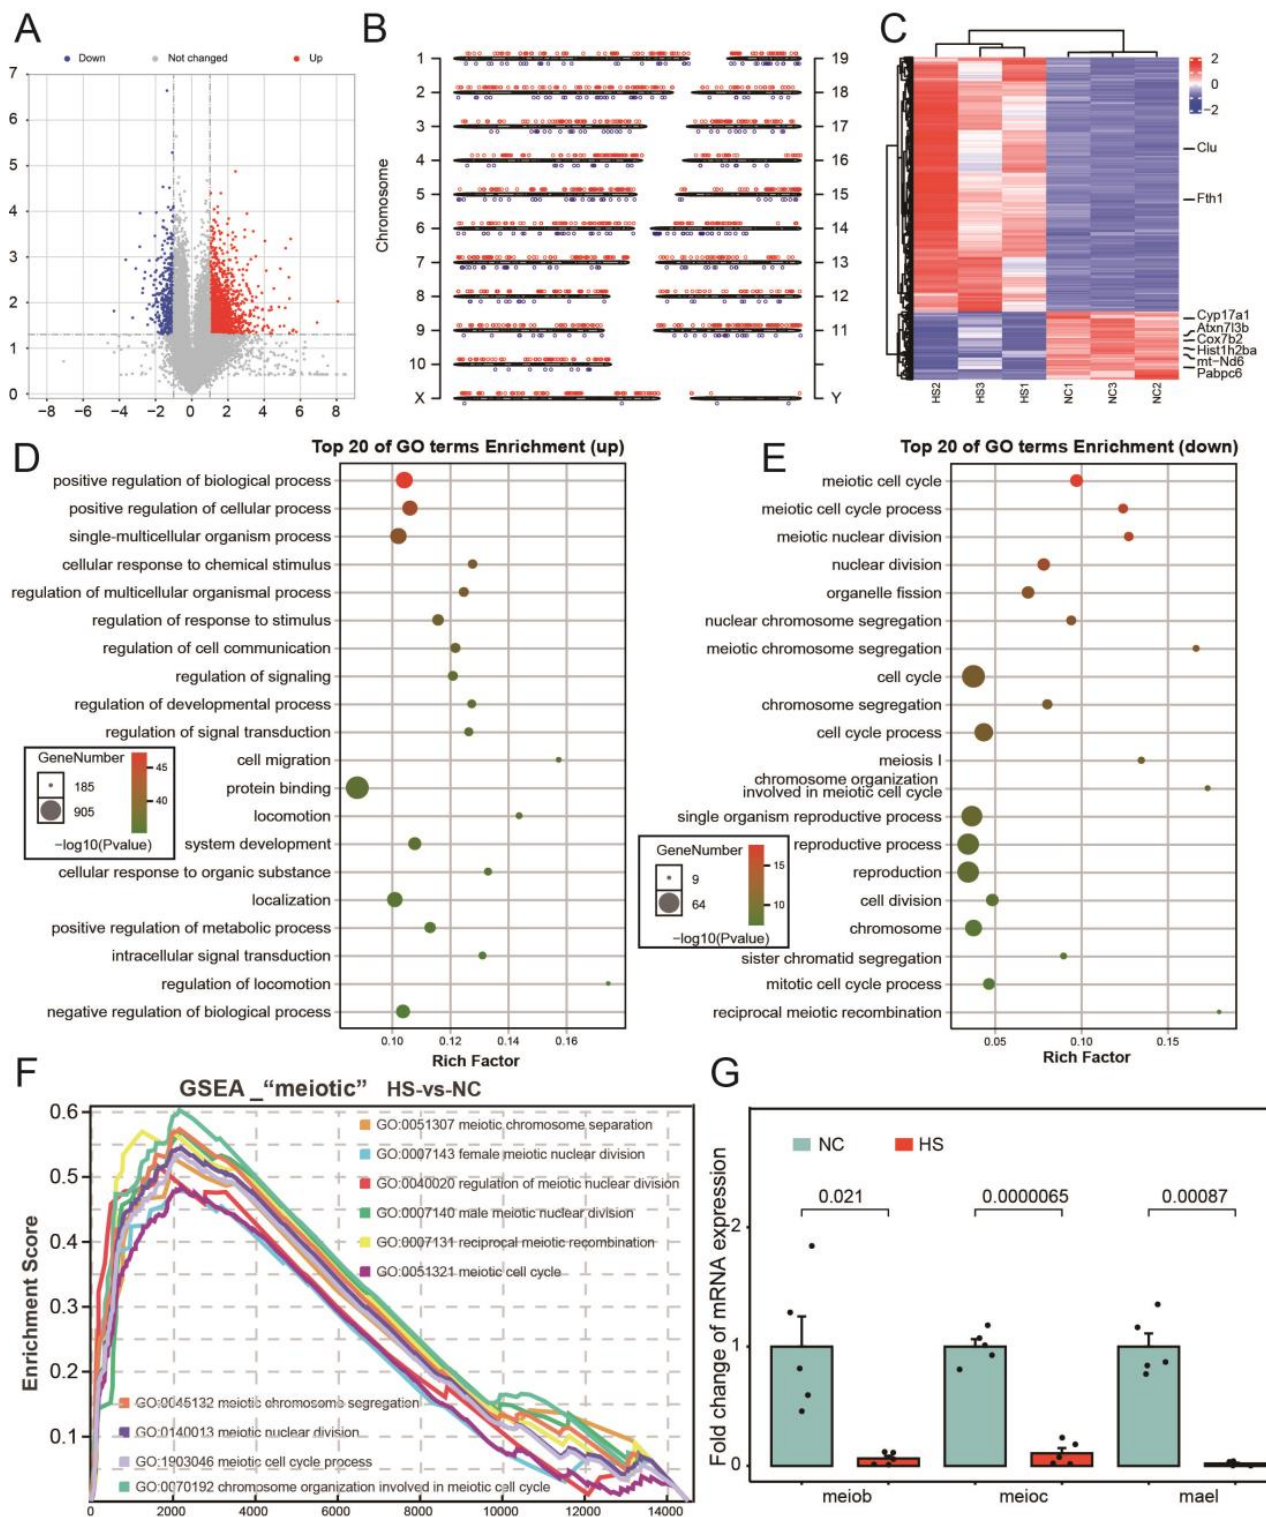 A
Down
Not changed
Up
7
6
5
4
3
2
1
0
−8
−6
−4
−2
0
2
4
6
8
B
Chromosome
1
2
3
4
5
6
7
8
9
10
X
19
18
17
16
15
14
13
12
11
Y
C
2
0
−2
Clu
Fth1
Cyp17a1
Atxn7l3b
Cox7b2
Hist1h2ba
mt−Nd6
Pabpc6
HS2
HS3
HS1
NC1
NC3
NC2
D
Top 20 of GO terms Enrichment (up)
positive regulation of biological process
positive regulation of cellular process
single-multicellular organism process
cellular response to chemical stimulus
regulation of multicellular organismal process
regulation of response to stimulus
regulation of cell communication
regulation of signaling
regulation of developmental process
regulation of signal transduction
cell migration
protein binding
locomotion
system development
cellular response to organic substance
localization
positive regulation of metabolic process
intracellular signal transduction
regulation of locomotion
negative regulation of biological process
GeneNumber
185
905
45
40
−log10(Pvalue)
0.10
0.12
0.14
0.16
Rich Factor
E
Top 20 of GO terms Enrichment (down)
meiotic cell cycle
meiotic cell cycle process
meiotic nuclear division
nuclear division
organelle fission
nuclear chromosome segregation
meiotic chromosome segregation
cell cycle
chromosome segregation
cell cycle process
meiosis I
chromosome organization
involved in meiotic cell cycle
single organism reproductive process
reproductive process
reproduction
cell division
chromosome
sister chromatid segregation
mitotic cell cycle process
reciprocal meiotic recombination
GeneNumber
9
64
15
10
−log10(Pvalue)
0.05
0.10
0.15
Rich Factor
F
GSEA _“meiotic” HS-vs-NC
Enrichment Score
0.6
0.5
0.4
0.3
0.2
0.1
GO:0051307 meiotic chromosome separation
GO:0007143 female meiotic nuclear division
GO:0040020 regulation of meiotic nuclear division
GO:0007140 male meiotic nuclear division
GO:0007131 reciprocal meiotic recombination
GO:0051321 meiotic cell cycle
GO:0045132 meiotic chromosome segregation
GO:0140013 meiotic nuclear division
GO:1903046 meiotic cell cycle process
GO:0070192 chromosome organization involved in meiotic cell cycle
0
2000
4000
6000
8000
10000
12000
14000
G
Fold change of mRNA expression
NC
HS
0.021
0.0000065
0.00087
2
1
0
meiob
meioc
mael